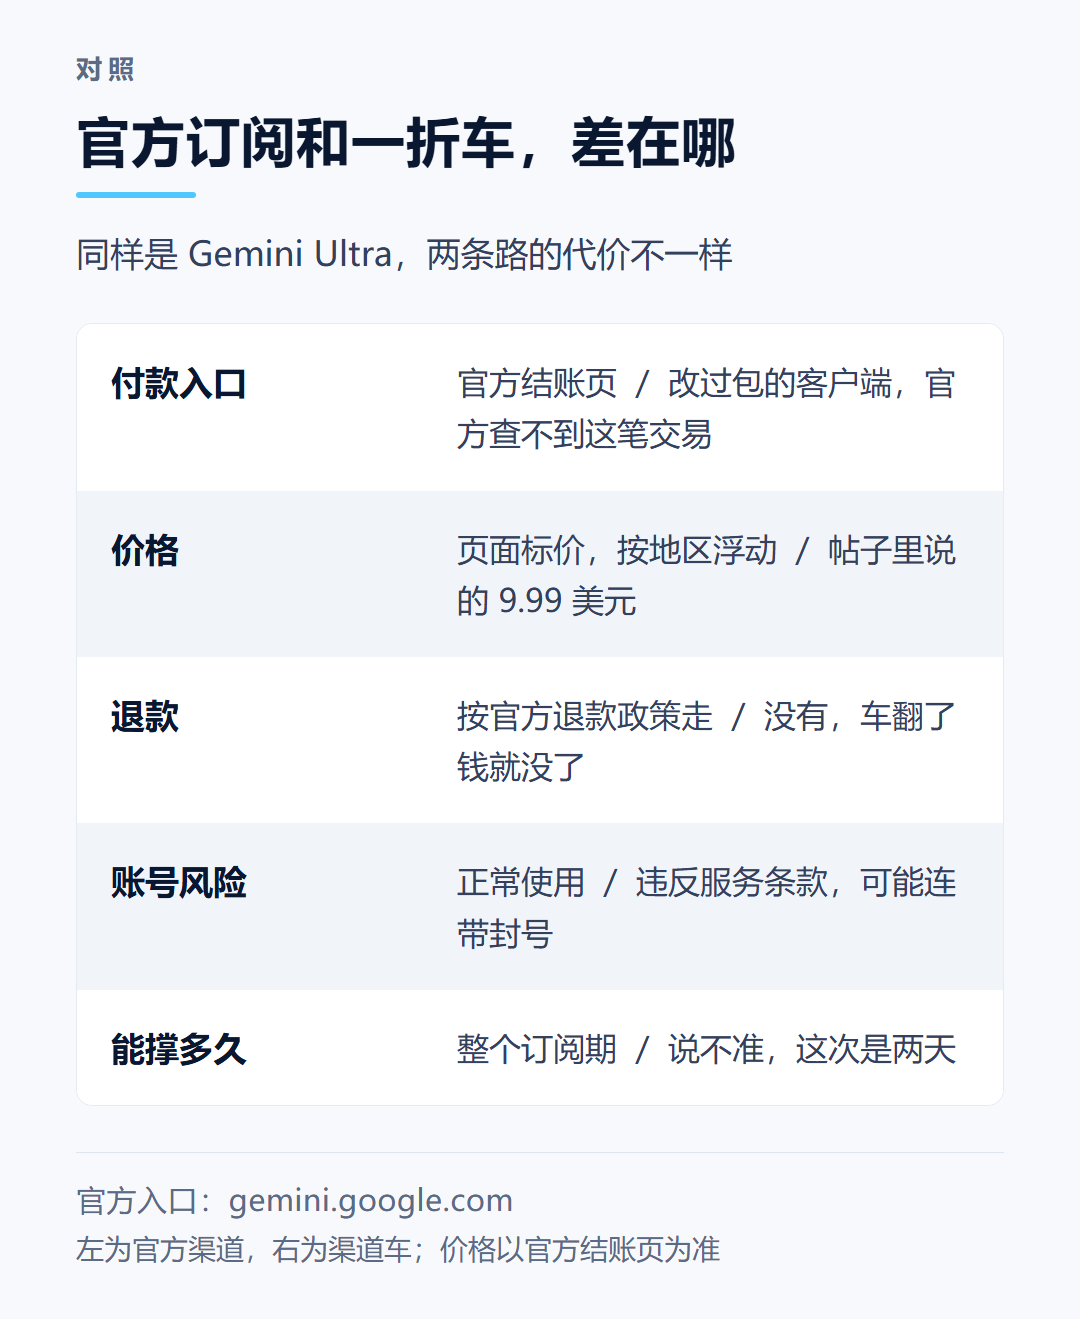 对照
官方订阅和一折车，差在哪
同样是 Gemini Ultra，两条路的代价不一样
付款入口
官方结账页 / 改过包的客户端，官
方查不到这笔交易
价格
页面标价，按地区浮动 / 帖子里说
的 9.99 美元
退款
按官方退款政策走 / 没有，车翻了
钱就没了
账号风险
正常使用 / 违反服务条款，可能连
带封号
能撑多久
整个订阅期 / 说不准，这次是两天
官方入口：gemini.google.com
左为官方渠道，右为渠道车；价格以官方结账页为准